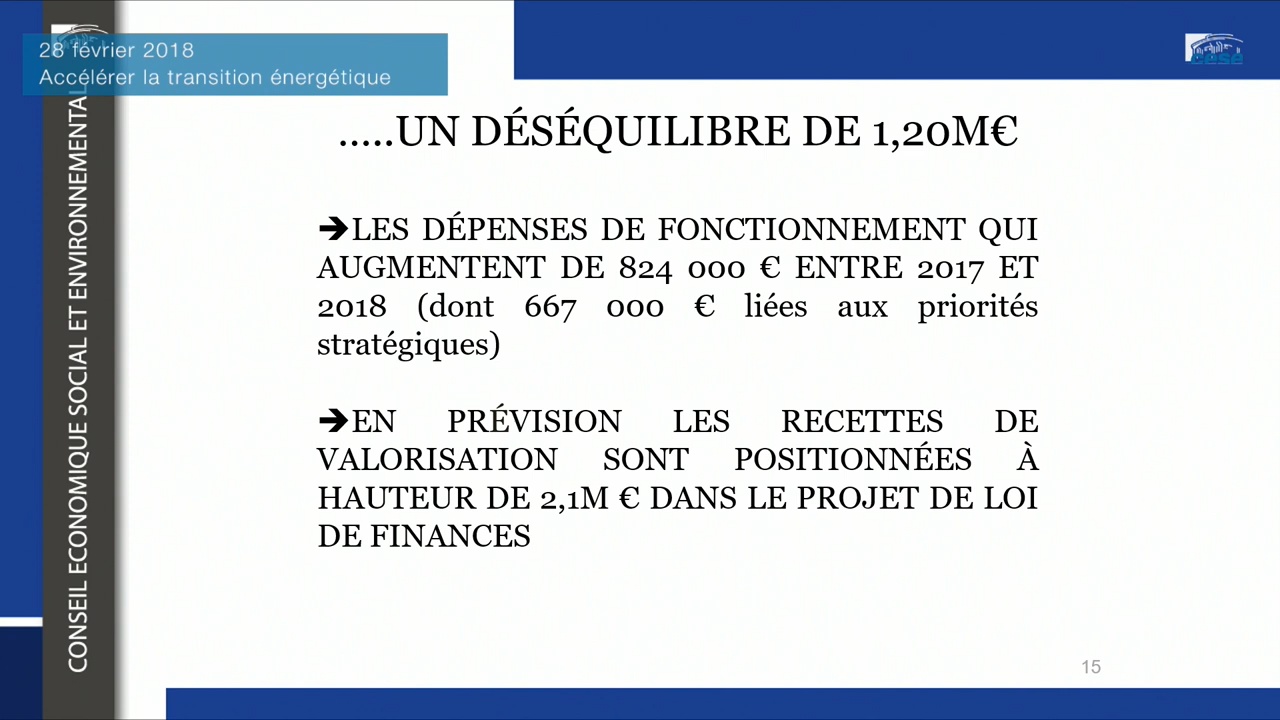 28 février 2018
Accélérer la transition énergétique
CONSEIL ECONOMIQUE SOCIAL ET ENVIRONNEMENTAL
cese
.....UN DÉSÉQUILIBRE DE 1,20M€
➔LES DÉPENSES DE FONCTIONNEMENT QUI
AUGMENTENT DE 824 000 € ENTRE 2017 ET
2018 (dont 667 000 € liées aux priorités
stratégiques)
➔EN PRÉVISION LES RECETTES DE
VALORISATION SONT POSITIONNÉES À
HAUTEUR DE 2,1M € DANS LE PROJET DE LOI
DE FINANCES
15